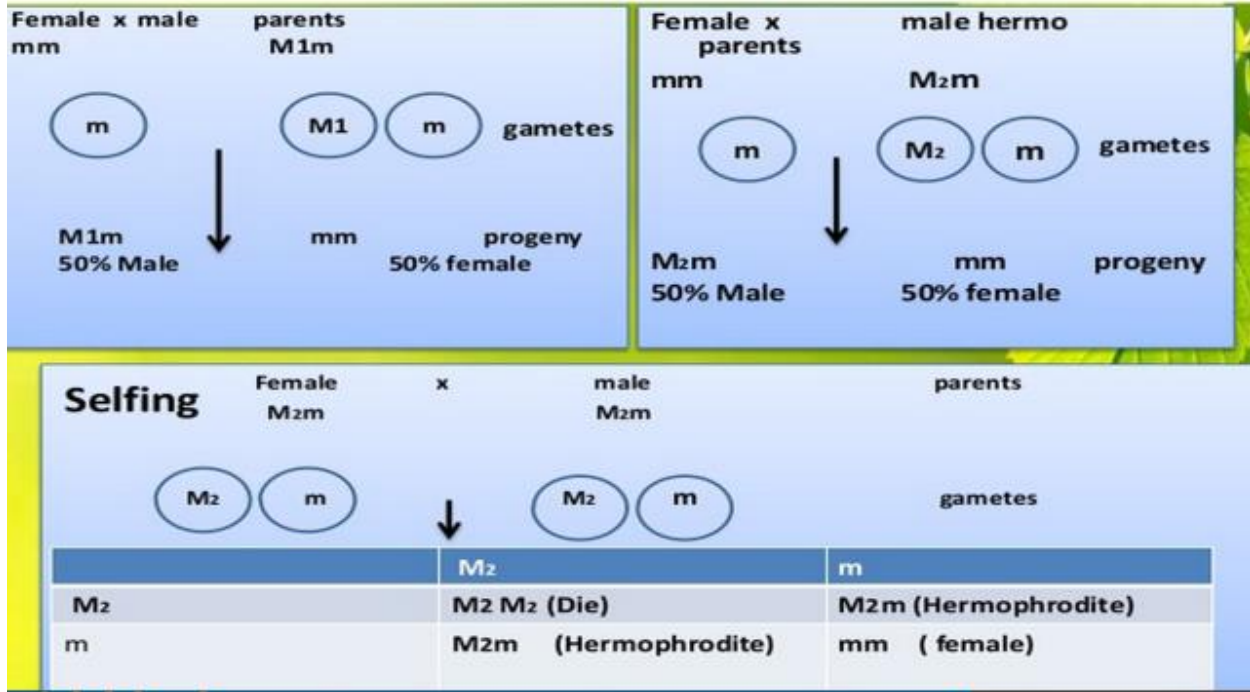 Female x male parents
mm M1m
m M1 m gametes
M1m mm progeny
50% Male 50% female
Female x male hermo
parents
mm M₂m
m M₂ m gametes
M₂m mm progeny
50% Male 50% female
Selfing Female x male parents
M₂m M₂m
M₂ m M₂ m gametes
M₂ m
M₂ M2 M₂ (Die) M2m (Hermophrodite)
m M2m (Hermophrodite) mm ( female)